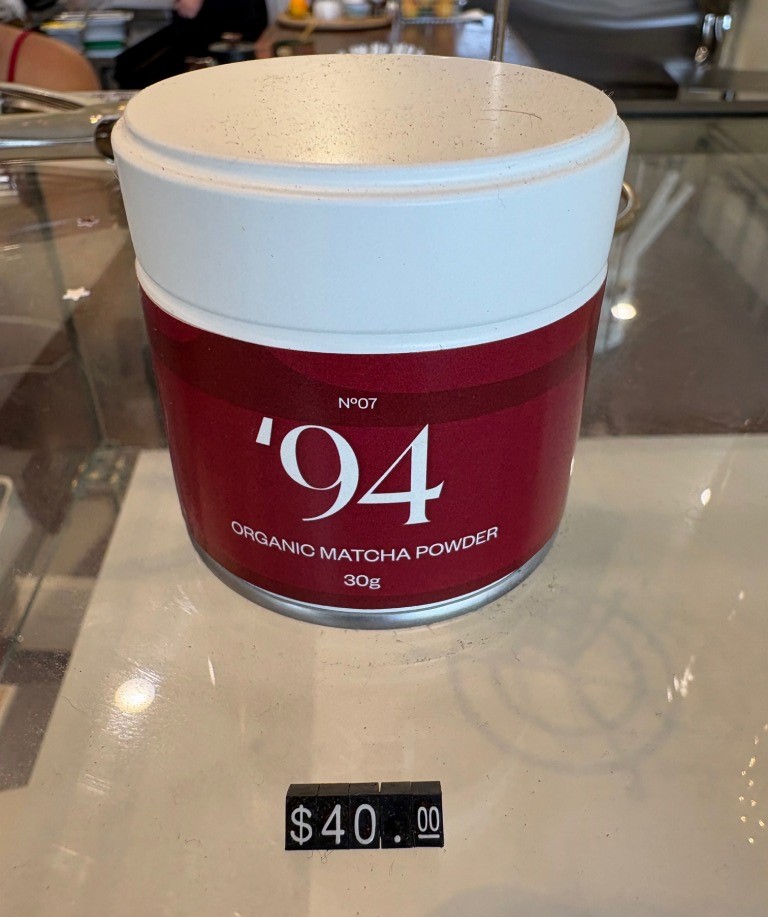 Nº07
‘94
ORGANIC MATCHA POWDER
30g
$40.00